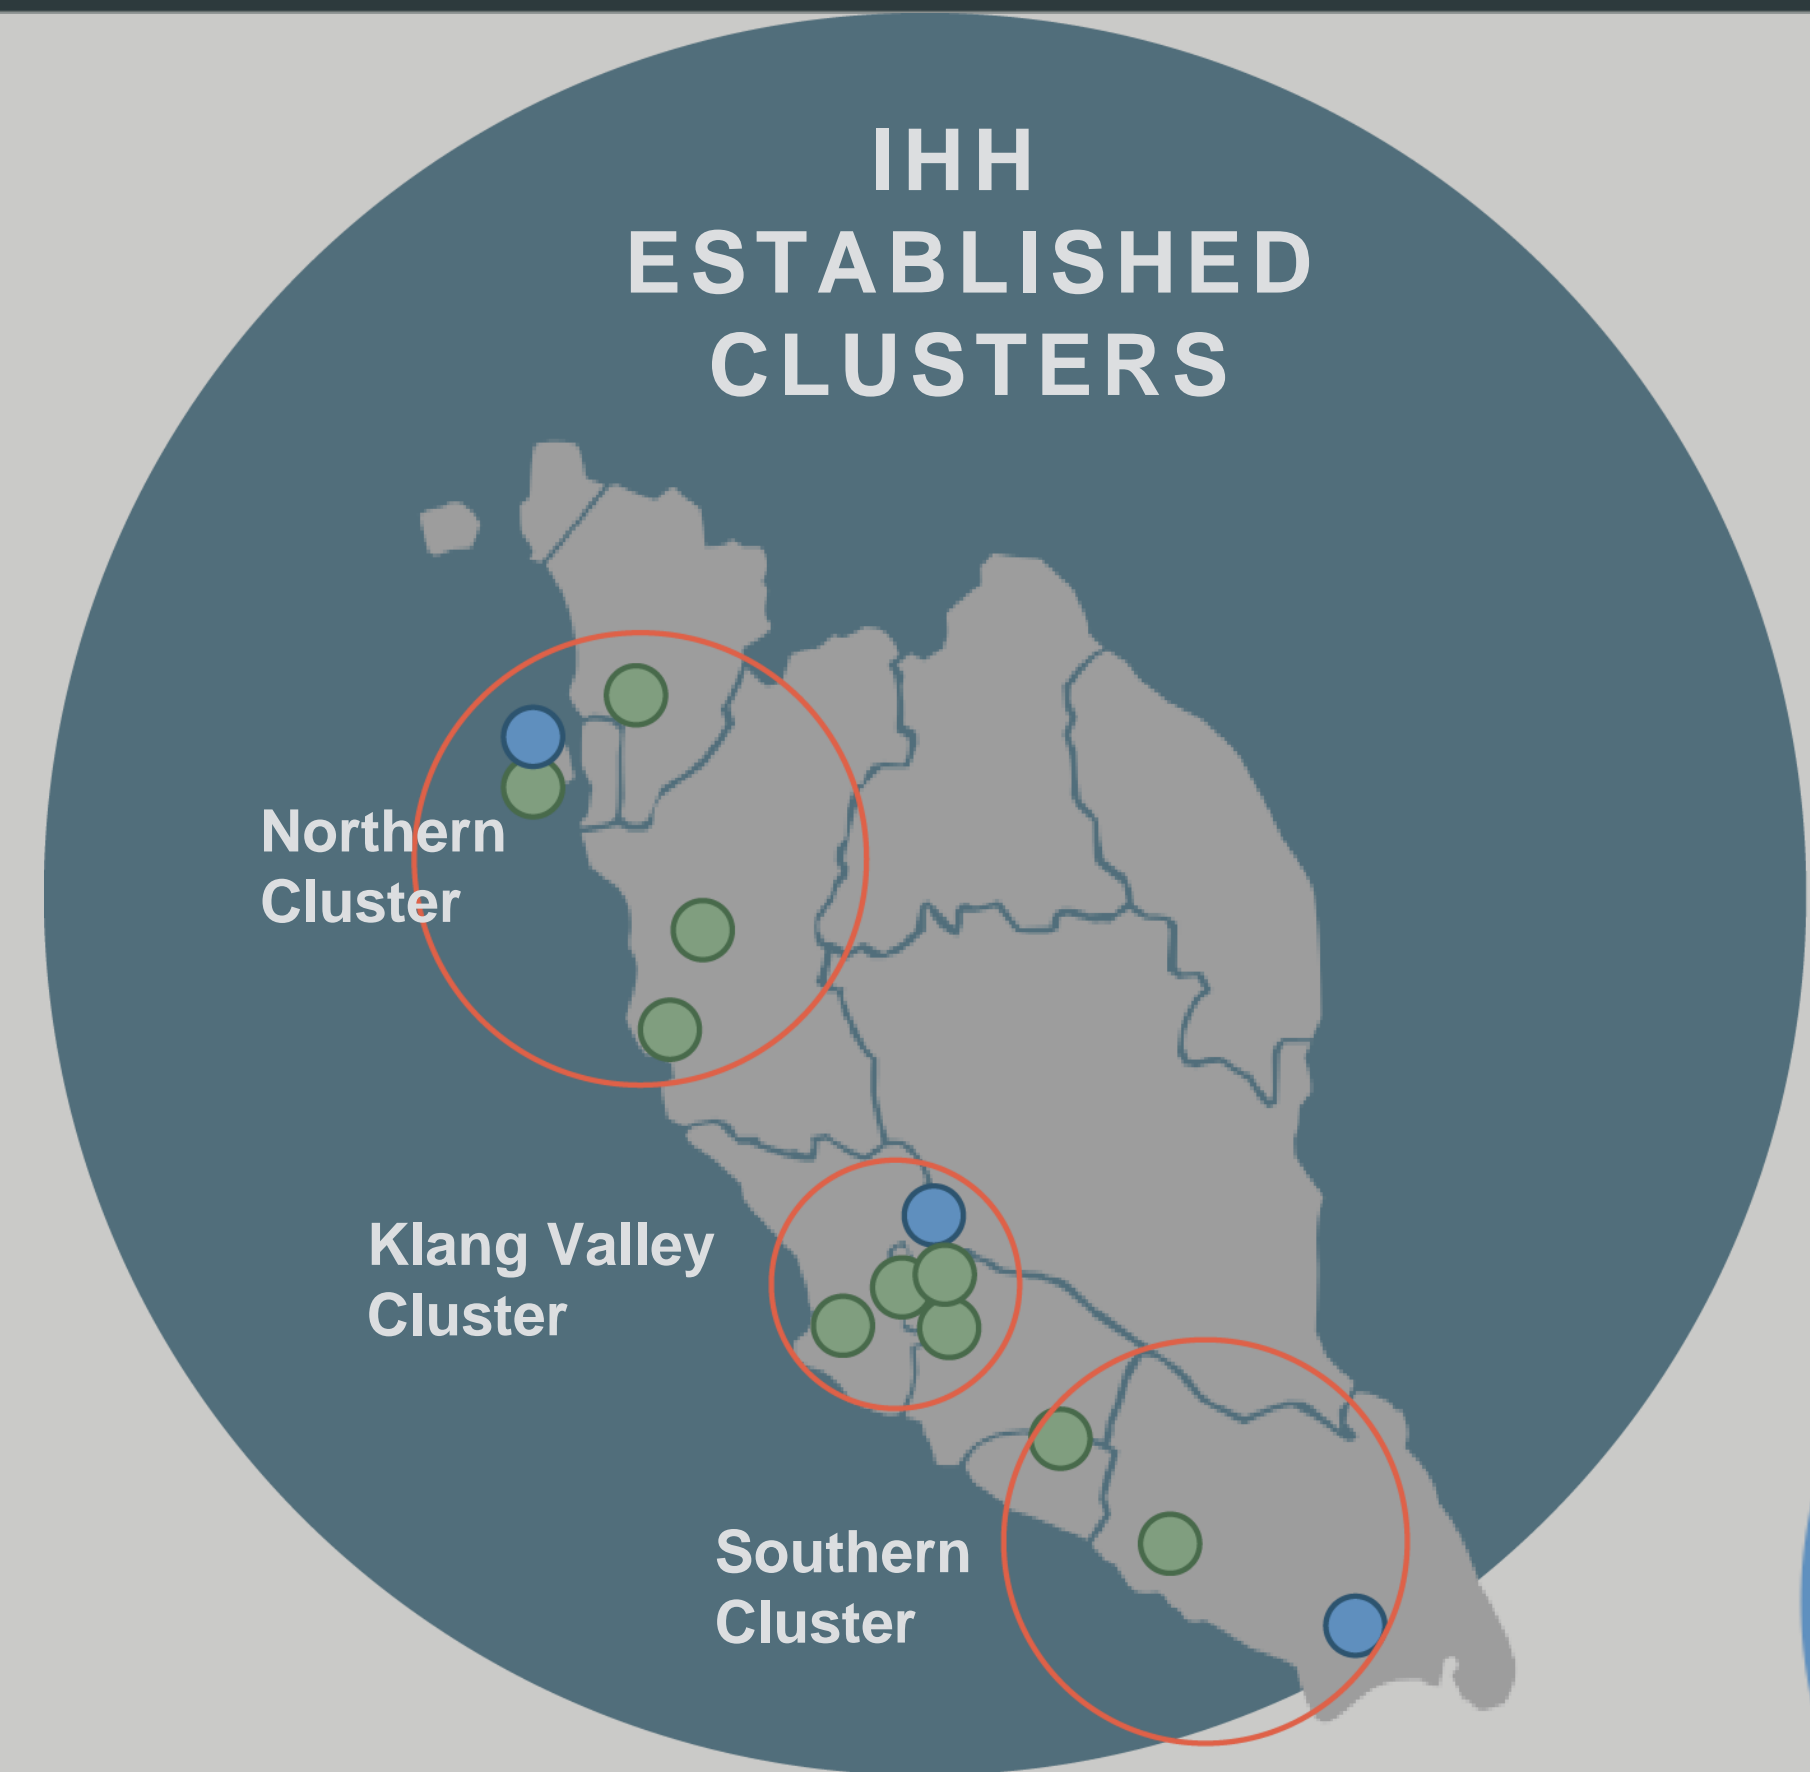 IHH
ESTABLISHED
CLUSTERS
Northern
Cluster
Klang Valley
Cluster
Southern
Cluster